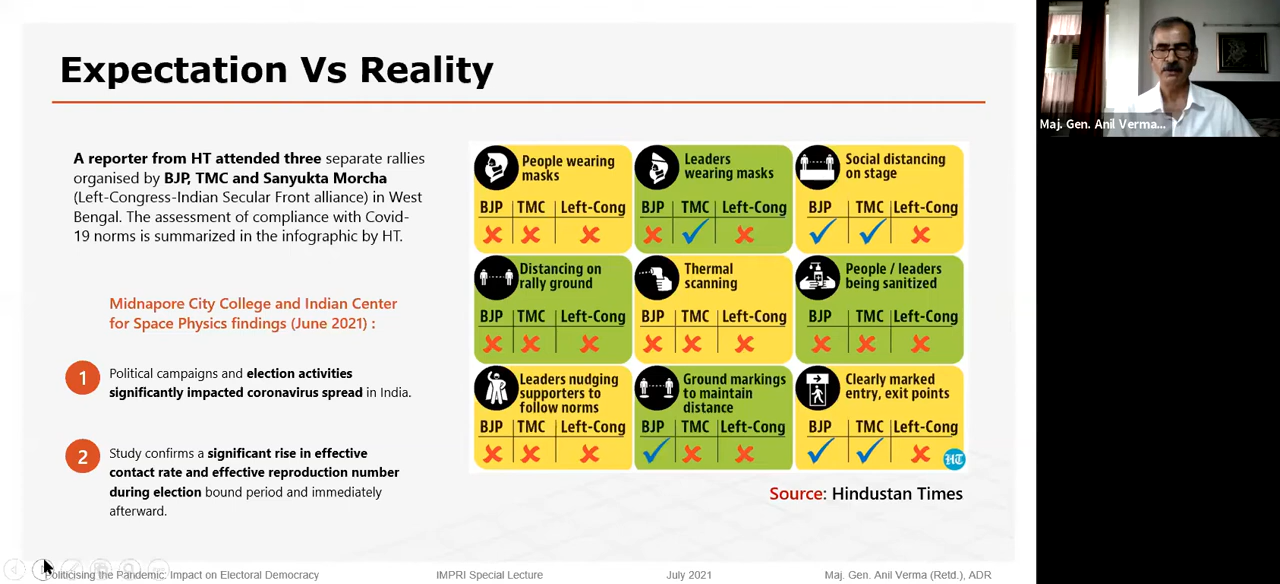 Expectation Vs Reality
A reporter from HT attended three separate rallies
organised by BJP, TMC and Sanyukta Morcha
(Left-Congress-Indian Secular Front alliance) in West
Bengal. The assessment of compliance with Covid-
19 norms is summarized in the infographic by HT.
Midnapore City College and Indian Center
for Space Physics findings (June 2021) :
1
Political campaigns and election activities
significantly impacted coronavirus spread in India.
2
Study confirms a significant rise in effective
contact rate and effective reproduction number
during election bound period and immediately
afterward.
People wearing
masks
BJP TMC Left-Cong
Leaders
wearing masks
BJP TMC Left-Cong
Social distancing
on stage
BJP TMC Left-Cong
Distancing on
rally ground
BJP TMC Left-Cong
Thermal
scanning
BJP TMC Left-Cong
People / leaders
being sanitized
BJP TMC Left-Cong
Leaders nudging
supporters to
follow norms
BJP TMC Left-Cong
Ground markings
to maintain
distance
BJP TMC Left-Cong
Clearly marked
entry, exit points
BJP TMC Left-Cong
HT
Source: Hindustan Times
Politicising the Pandemic: Impact on Electoral Democracy
IMPRI Special Lecture
July 2021
Maj. Gen. Anil Verma (Retd.), ADR
Maj. Gen. Anil Verma...